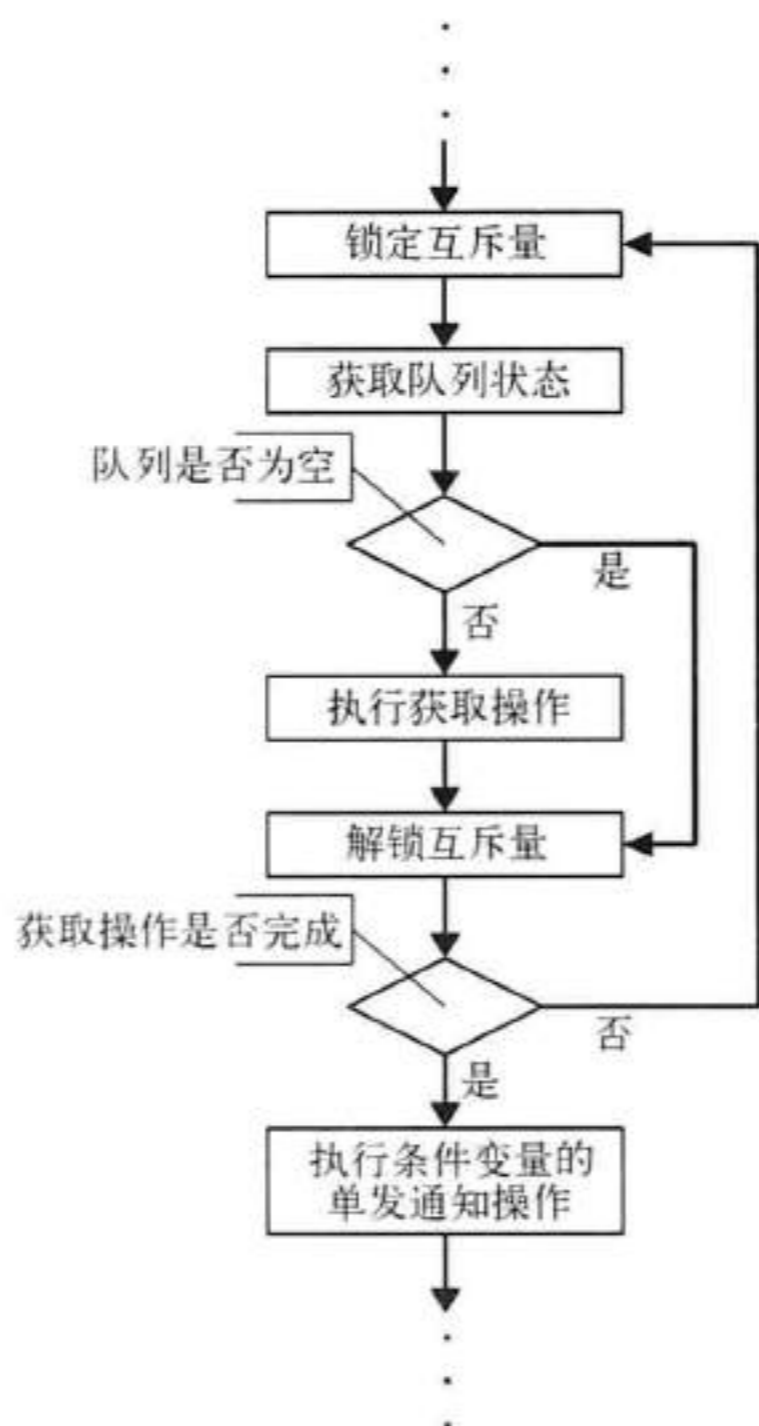 锁定互斥量
获取队列状态
队列是否为空
是
否
执行获取操作
解锁互斥量
获取操作是否完成
否
是
执行条件变量的
单发通知操作